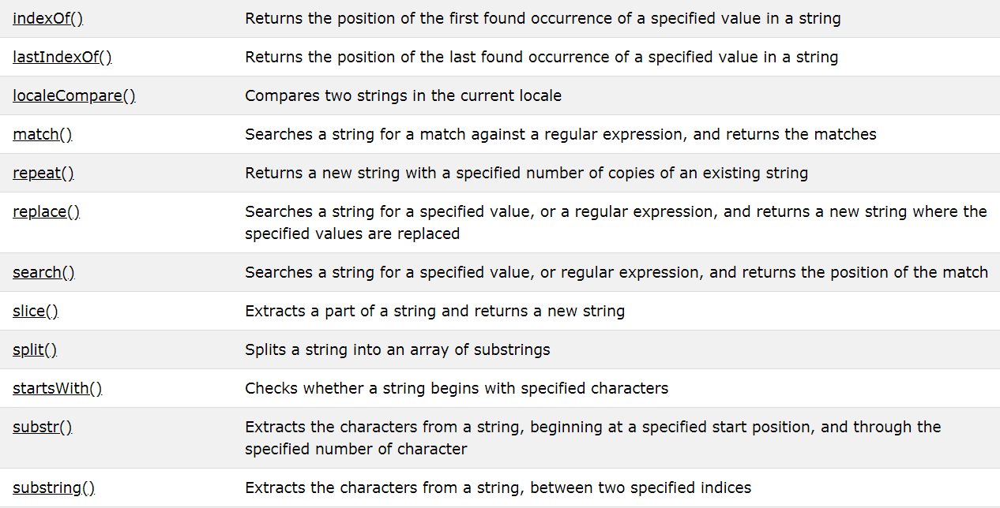 indexOf() Returns the position of the first found occurrence of a specified value in a string
lastIndexOf() Returns the position of the last found occurrence of a specified value in a string
localeCompare() Compares two strings in the current locale
match() Searches a string for a match against a regular expression, and returns the matches
repeat() Returns a new string with a specified number of copies of an existing string
replace() Searches a string for a specified value, or a regular expression, and returns a new string where the
specified values are replaced
search() Searches a string for a specified value, or regular expression, and returns the position of the match
slice() Extracts a part of a string and returns a new string
split() Splits a string into an array of substrings
startsWith() Checks whether a string begins with specified characters
substr() Extracts the characters from a string, beginning at a specified start position, and through the
specified number of character
substring() Extracts the characters from a string, between two specified indices